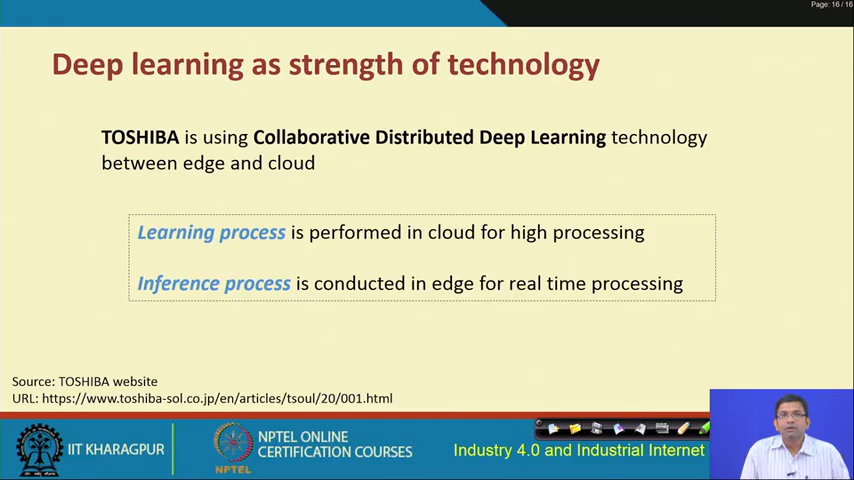 Page: 16 / 16
Deep learning as strength of technology
TOSHIBA is using Collaborative Distributed Deep Learning technology
between edge and cloud
Learning process is performed in cloud for high processing
Inference process is conducted in edge for real time processing
Source: TOSHIBA website
URL: https://www.toshiba-sol.co.jp/en/articles/tsoul/20/001.html
IIT KHARAGPUR
NPTEL
NPTEL ONLINE
CERTIFICATION COURSES
Industry 4.0 and Industrial Internet